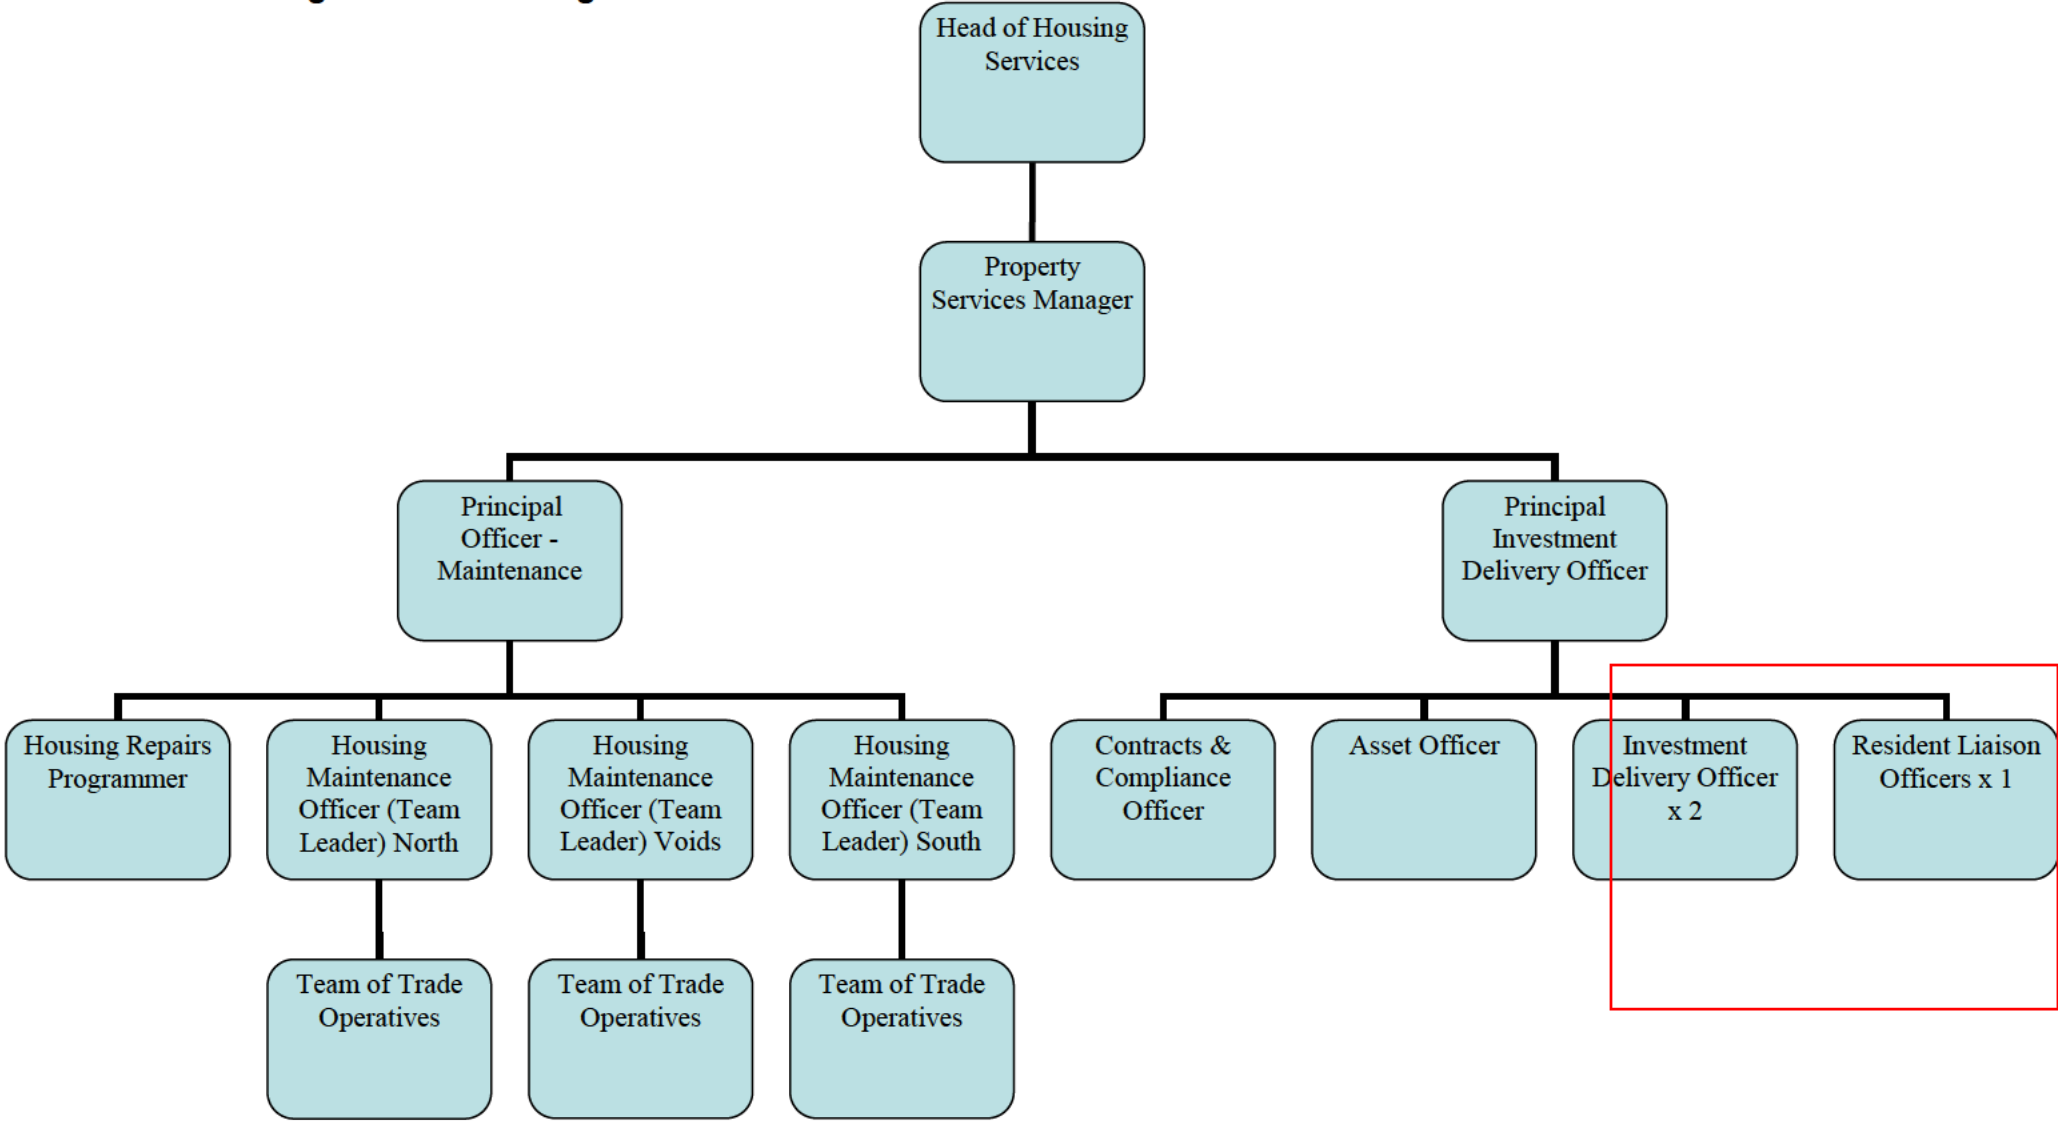 Head of Housing
Services
Property
Services Manager
Principal
Officer -
Maintenance
Principal
Investment
Delivery Officer
Housing Repairs
Programmer
Housing
Maintenance
Officer (Team
Leader) North
Housing
Maintenance
Officer (Team
Leader) Voids
Housing
Maintenance
Officer (Team
Leader) South
Contracts &
Compliance
Officer
Asset Officer
Investment
Delivery Officer
x 2
Resident Liaison
Officers x 1
Team of Trade
Operatives
Team of Trade
Operatives
Team of Trade
Operatives